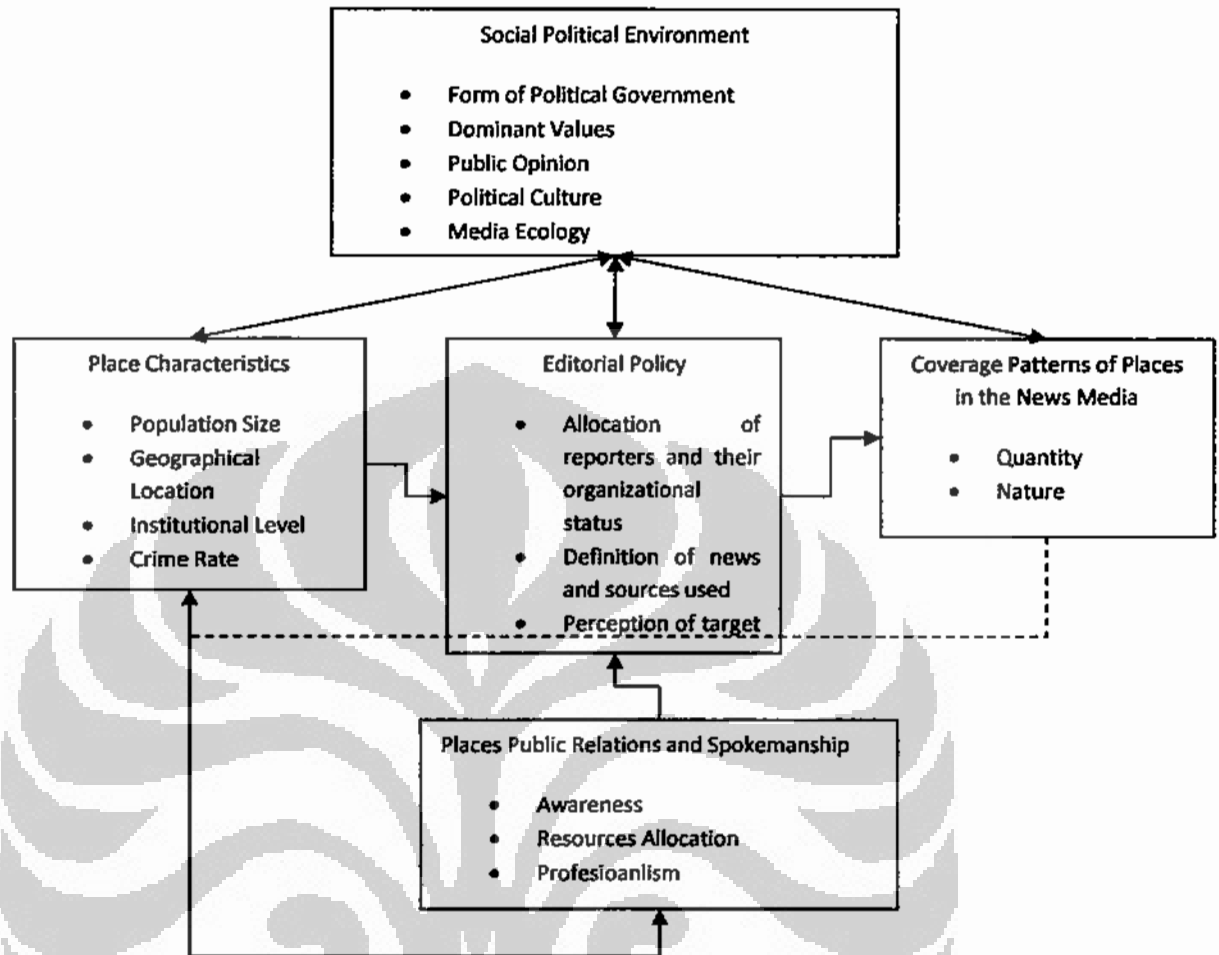 Social Political Environment
• Form of Political Government
• Dominant Values
• Public Opinion
• Political Culture
• Media Ecology
Place Characteristics
• Population Size
• Geographical
Location
• Institutional Level
• Crime Rate
Editorial Policy
• Allocation of
reporters and their
organizational
status
• Definition of news
and sources used
• Perception of target
Coverage Patterns of Places
in the News Media
• Quantity
• Nature
Places Public Relations and Spokemanship
• Awareness
• Resources Allocation
• Profesioanlism